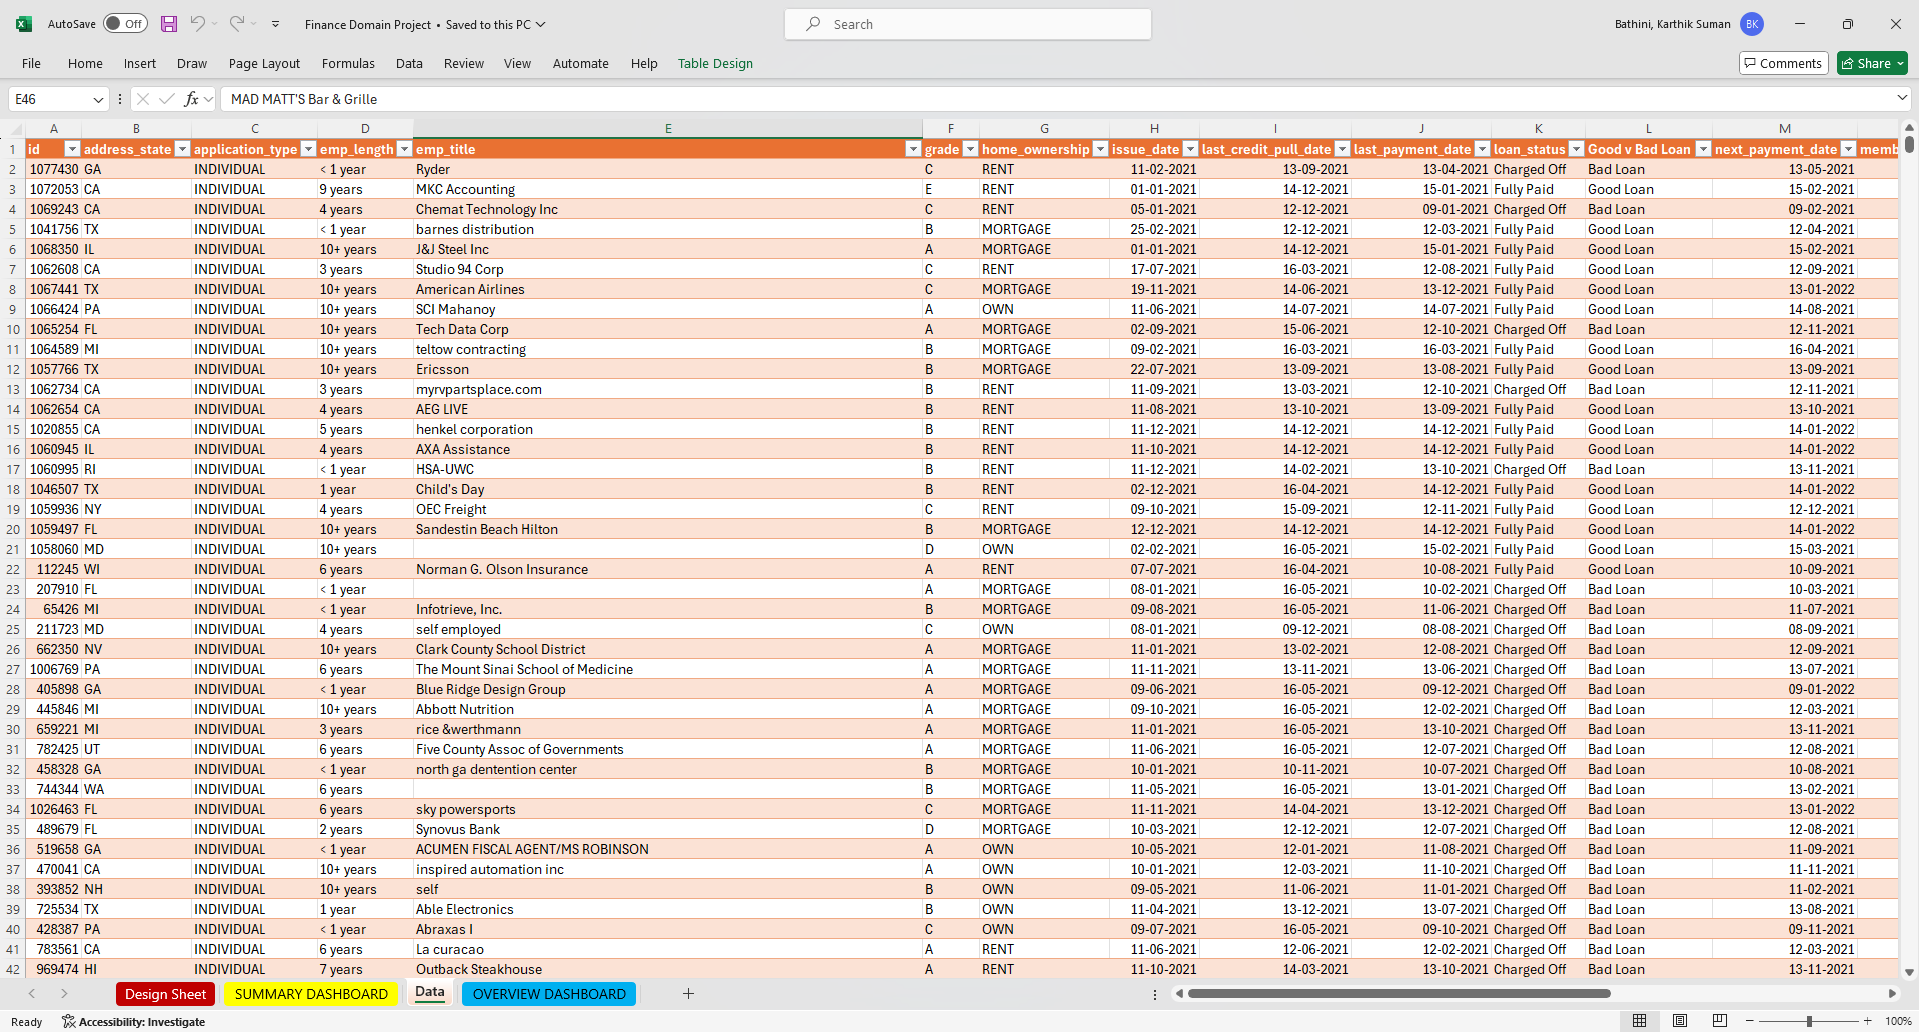 AutoSave Off Finance Domain Project • Saved to this PC Search Bathini, Karthik Suman BK
File Home Insert Draw Page Layout Formulas Data Review View Automate Help Table Design Comments Share
E46 fx MAD MATT'S Bar & Grille
A B C D E F G H I J K L M
1 id address_state application_type emp_length emp_title grade home_ownership issue_date last_credit_pull_date last_payment_date loan_status Good v Bad Loan next_payment_date memb
2 1077430 GA INDIVIDUAL < 1 year Ryder C RENT 11-02-2021 13-09-2021 13-04-2021 Charged Off Bad Loan 13-05-2021
3 1072053 CA INDIVIDUAL 9 years MKC Accounting E RENT 01-01-2021 14-12-2021 15-01-2021 Fully Paid Good Loan 15-02-2021
4 1069243 CA INDIVIDUAL 4 years Chemat Technology Inc C RENT 05-01-2021 12-12-2021 09-01-2021 Charged Off Bad Loan 09-02-2021
5 1041756 TX INDIVIDUAL < 1 year barnes distribution B MORTGAGE 25-02-2021 12-12-2021 12-03-2021 Fully Paid Good Loan 12-04-2021
6 1068350 IL INDIVIDUAL 10+ years J&J Steel Inc A MORTGAGE 01-01-2021 14-12-2021 15-01-2021 Fully Paid Good Loan 15-02-2021
7 1062608 CA INDIVIDUAL 3 years Studio 94 Corp C RENT 17-07-2021 16-03-2021 12-08-2021 Fully Paid Good Loan 12-09-2021
8 1067441 TX INDIVIDUAL 10+ years American Airlines C MORTGAGE 19-11-2021 14-06-2021 13-12-2021 Fully Paid Good Loan 13-01-2022
9 1066424 PA INDIVIDUAL 10+ years SCI Mahanoy A OWN 11-06-2021 14-07-2021 14-07-2021 Fully Paid Good Loan 14-08-2021
10 1065254 FL INDIVIDUAL 10+ years Tech Data Corp A MORTGAGE 02-09-2021 15-06-2021 12-10-2021 Charged Off Bad Loan 12-11-2021
11 1064589 MI INDIVIDUAL 10+ years teltow contracting B MORTGAGE 09-02-2021 16-03-2021 16-03-2021 Fully Paid Good Loan 16-04-2021
12 1057766 TX INDIVIDUAL 10+ years Ericsson B MORTGAGE 22-07-2021 13-09-2021 13-08-2021 Fully Paid Good Loan 13-09-2021
13 1062734 CA INDIVIDUAL 3 years myrvpartsplace.com B RENT 11-09-2021 13-03-2021 12-10-2021 Charged Off Bad Loan 12-11-2021
14 1062654 CA INDIVIDUAL 4 years AEG LIVE B RENT 11-08-2021 13-10-2021 13-09-2021 Fully Paid Good Loan 13-10-2021
15 1020855 CA INDIVIDUAL 5 years henkel corporation B RENT 11-12-2021 14-12-2021 14-12-2021 Fully Paid Good Loan 14-01-2022
16 1060945 IL INDIVIDUAL 4 years AXA Assistance B RENT 11-10-2021 14-12-2021 14-12-2021 Fully Paid Good Loan 14-01-2022
17 1060995 RI INDIVIDUAL < 1 year HSA-UWC B RENT 11-12-2021 14-02-2021 13-10-2021 Charged Off Bad Loan 13-11-2021
18 1046507 TX INDIVIDUAL 1 year Child's Day B RENT 02-12-2021 16-04-2021 14-12-2021 Fully Paid Good Loan 14-01-2022
19 1059936 NY INDIVIDUAL 4 years OEC Freight C RENT 09-10-2021 15-09-2021 12-11-2021 Fully Paid Good Loan 12-12-2021
20 1059497 FL INDIVIDUAL 10+ years Sandestin Beach Hilton B MORTGAGE 12-12-2021 14-12-2021 14-12-2021 Fully Paid Good Loan 14-01-2022
21 1058060 MD INDIVIDUAL 10+ years D OWN 02-02-2021 16-05-2021 15-02-2021 Fully Paid Good Loan 15-03-2021
22 112245 WI INDIVIDUAL 6 years Norman G. Olson Insurance A RENT 07-07-2021 16-04-2021 10-08-2021 Fully Paid Good Loan 10-09-2021
23 207910 FL INDIVIDUAL < 1 year A MORTGAGE 08-01-2021 16-05-2021 10-02-2021 Charged Off Bad Loan 10-03-2021
24 65426 MI INDIVIDUAL < 1 year Infotrieve, Inc. B MORTGAGE 09-08-2021 16-05-2021 11-06-2021 Charged Off Bad Loan 11-07-2021
25 211723 MD INDIVIDUAL 4 years self employed C OWN 08-01-2021 09-12-2021 08-08-2021 Charged Off Bad Loan 08-09-2021
26 662350 NV INDIVIDUAL 10+ years Clark County School District A MORTGAGE 11-01-2021 13-02-2021 12-08-2021 Charged Off Bad Loan 12-09-2021
27 1006769 PA INDIVIDUAL 6 years The Mount Sinai School of Medicine A MORTGAGE 11-11-2021 13-11-2021 13-06-2021 Charged Off Bad Loan 13-07-2021
28 405898 GA INDIVIDUAL < 1 year Blue Ridge Design Group A MORTGAGE 09-06-2021 16-05-2021 09-12-2021 Charged Off Bad Loan 09-01-2022
29 445846 MI INDIVIDUAL 10+ years Abbott Nutrition A MORTGAGE 09-10-2021 16-05-2021 12-02-2021 Charged Off Bad Loan 12-03-2021
30 659221 MI INDIVIDUAL 3 years rice &werthmann A MORTGAGE 11-01-2021 16-05-2021 13-10-2021 Charged Off Bad Loan 13-11-2021
31 782425 UT INDIVIDUAL 6 years Five County Assoc of Governments A MORTGAGE 11-06-2021 16-05-2021 12-07-2021 Charged Off Bad Loan 12-08-2021
32 458328 GA INDIVIDUAL < 1 year north ga dentention center B MORTGAGE 10-01-2021 10-11-2021 10-07-2021 Charged Off Bad Loan 10-08-2021
33 744344 WA INDIVIDUAL 6 years B MORTGAGE 11-05-2021 16-05-2021 13-01-2021 Charged Off Bad Loan 13-02-2021
34 1026463 FL INDIVIDUAL 6 years sky powersports C MORTGAGE 11-11-2021 14-04-2021 13-12-2021 Charged Off Bad Loan 13-01-2022
35 489679 FL INDIVIDUAL 2 years Synovus Bank D MORTGAGE 10-03-2021 12-12-2021 12-07-2021 Charged Off Bad Loan 12-08-2021
36 519658 GA INDIVIDUAL < 1 year ACUMEN FISCAL AGENT/MS ROBINSON A OWN 10-05-2021 12-01-2021 11-08-2021 Charged Off Bad Loan 11-09-2021
37 470041 CA INDIVIDUAL 10+ years inspired automation inc A OWN 10-01-2021 12-03-2021 11-10-2021 Charged Off Bad Loan 11-11-2021
38 393852 NH INDIVIDUAL 10+ years self B OWN 09-05-2021 11-06-2021 11-01-2021 Charged Off Bad Loan 11-02-2021
39 725534 TX INDIVIDUAL 1 year Able Electronics B OWN 11-04-2021 13-12-2021 13-07-2021 Charged Off Bad Loan 13-08-2021
40 428387 PA INDIVIDUAL < 1 year Abraxas I C OWN 09-07-2021 16-05-2021 09-10-2021 Charged Off Bad Loan 09-11-2021
41 783561 CA INDIVIDUAL 6 years La curacao A RENT 11-06-2021 12-06-2021 12-02-2021 Charged Off Bad Loan 12-03-2021
42 969474 HI INDIVIDUAL 7 years Outback Steakhouse A RENT 11-10-2021 14-03-2021 13-10-2021 Charged Off Bad Loan 13-11-2021
Design Sheet SUMMARY DASHBOARD Data OVERVIEW DASHBOARD
Ready Accessibility: Investigate 100%